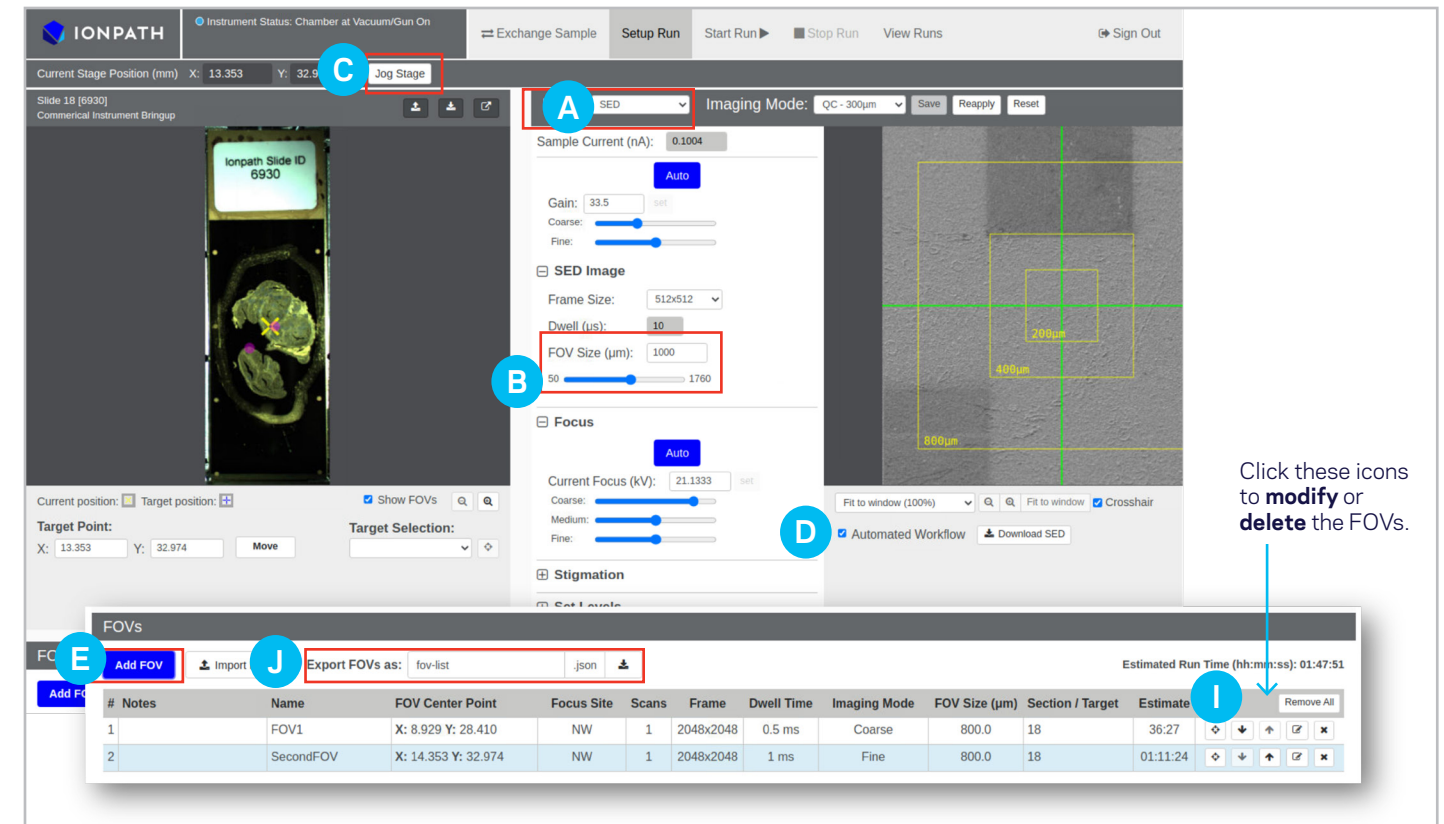 IONPATH
Instrument Status: Chamber at Vacuum/Gun On
Exchange Sample Setup Run Start Run Stop Run View Runs Sign Out
Current Stage Position (mm) X: 13.353 Y: 32.9 C Jog Stage
Slide 18 [6930]
Commerical Instrument Bringup
Ionpath Slide ID
6930
A SED Imaging Mode: QC - 300µm Save Reapply Reset
Sample Current (nA): 0.1004
Auto
Gain: 33.5 set
Coarse:
Fine:
SED Image
Frame Size: 512x512
Dwell (µs): 10
FOV Size (µm): 1000
B 50 1760
Focus
Auto
Current Focus (kV): 21.1333 set
Coarse:
Medium:
Fine:
Stigmation
Set Levels
200µm
400µm
800µm
Current position: Target position: Show FOVs
Target Point: Target Selection:
X: 13.353 Y: 32.974 Move
Fit to window (100%) Fit to window Crosshair
D Automated Workflow Download SED
Click these icons
to modify or
delete the FOVs.
FOVs
FO
Add FO
E Add FOV Import J Export FOVs as: fov-list .json Estimated Run Time (hh:mm:ss): 01:47:51
# Notes Name FOV Center Point Focus Site Scans Frame Dwell Time Imaging Mode FOV Size (µm) Section / Target Estimate I Remove All
1 FOV1 X: 8.929 Y: 28.410 NW 1 2048x2048 0.5 ms Coarse 800.0 18 36:27
2 SecondFOV X: 14.353 Y: 32.974 NW 1 2048x2048 1 ms Fine 800.0 18 01:11:24